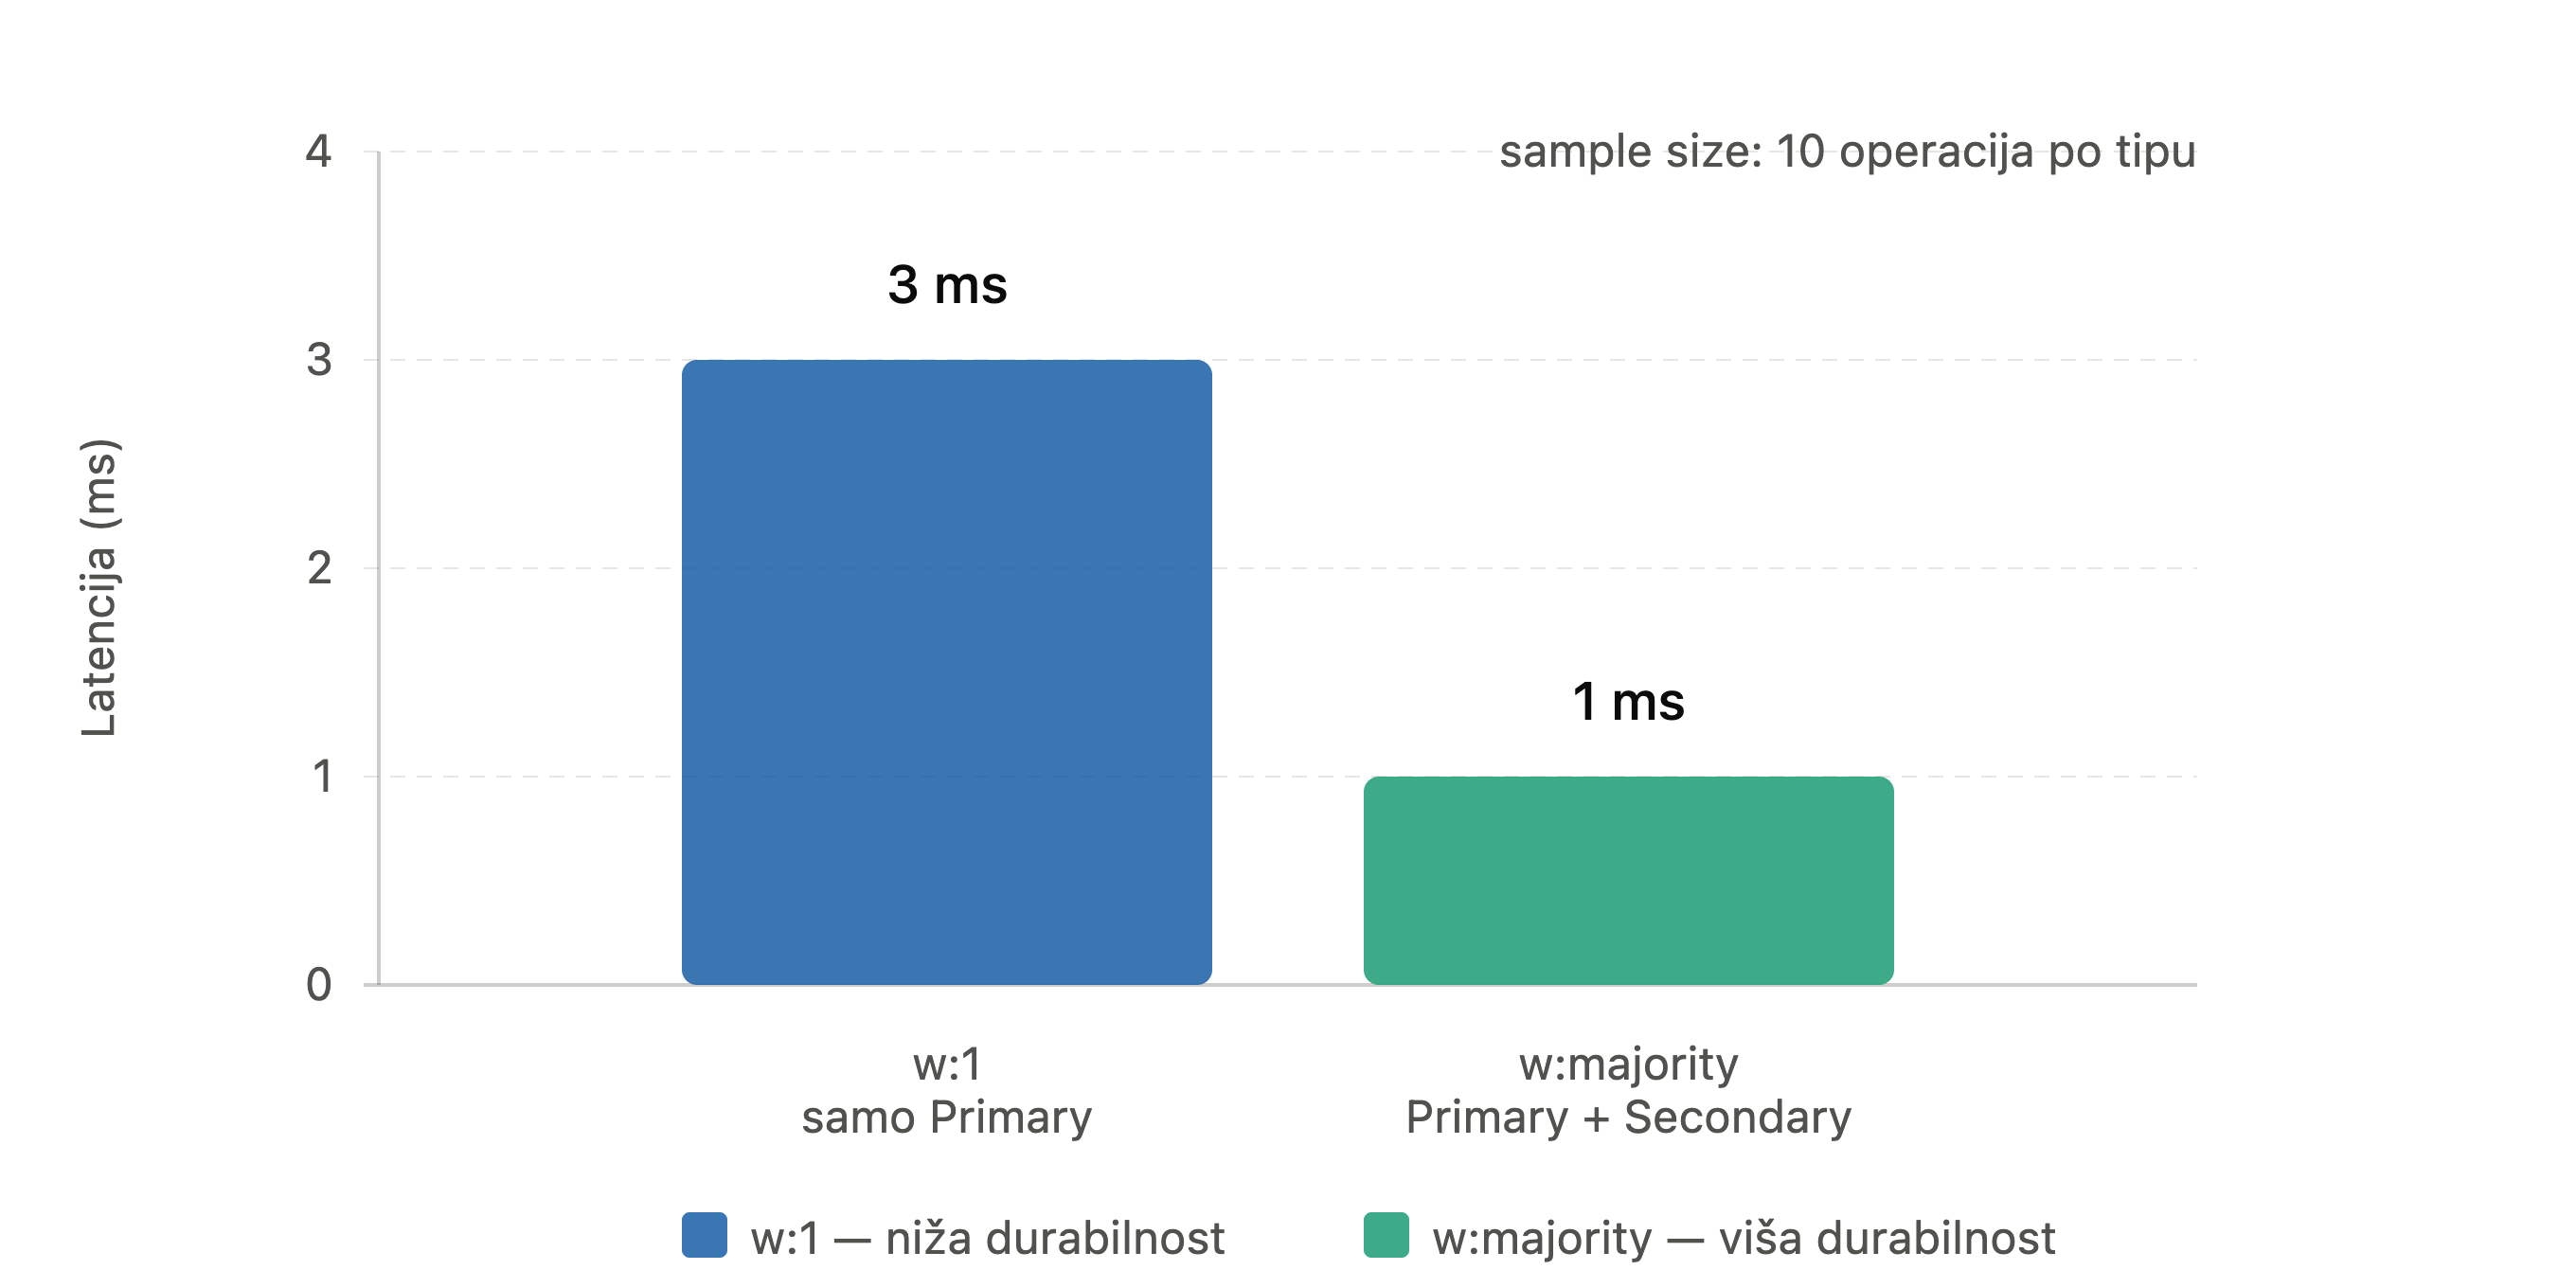 sample size: 10 operacija po tipu
Latencija (ms)
4
3
2
1
0
3 ms
1 ms
w:1
samo Primary
w:majority
Primary + Secondary
w:1 — niža durabilnost
w:majority — viša durabilnost